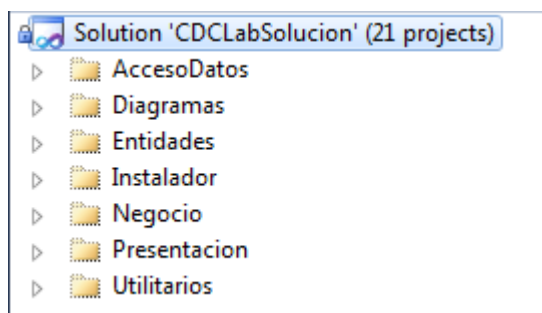 Solution 'CDCLabSolucion' (21 projects)
AccesoDatos
Diagramas
Entidades
Instalador
Negocio
Presentacion
Utilitarios